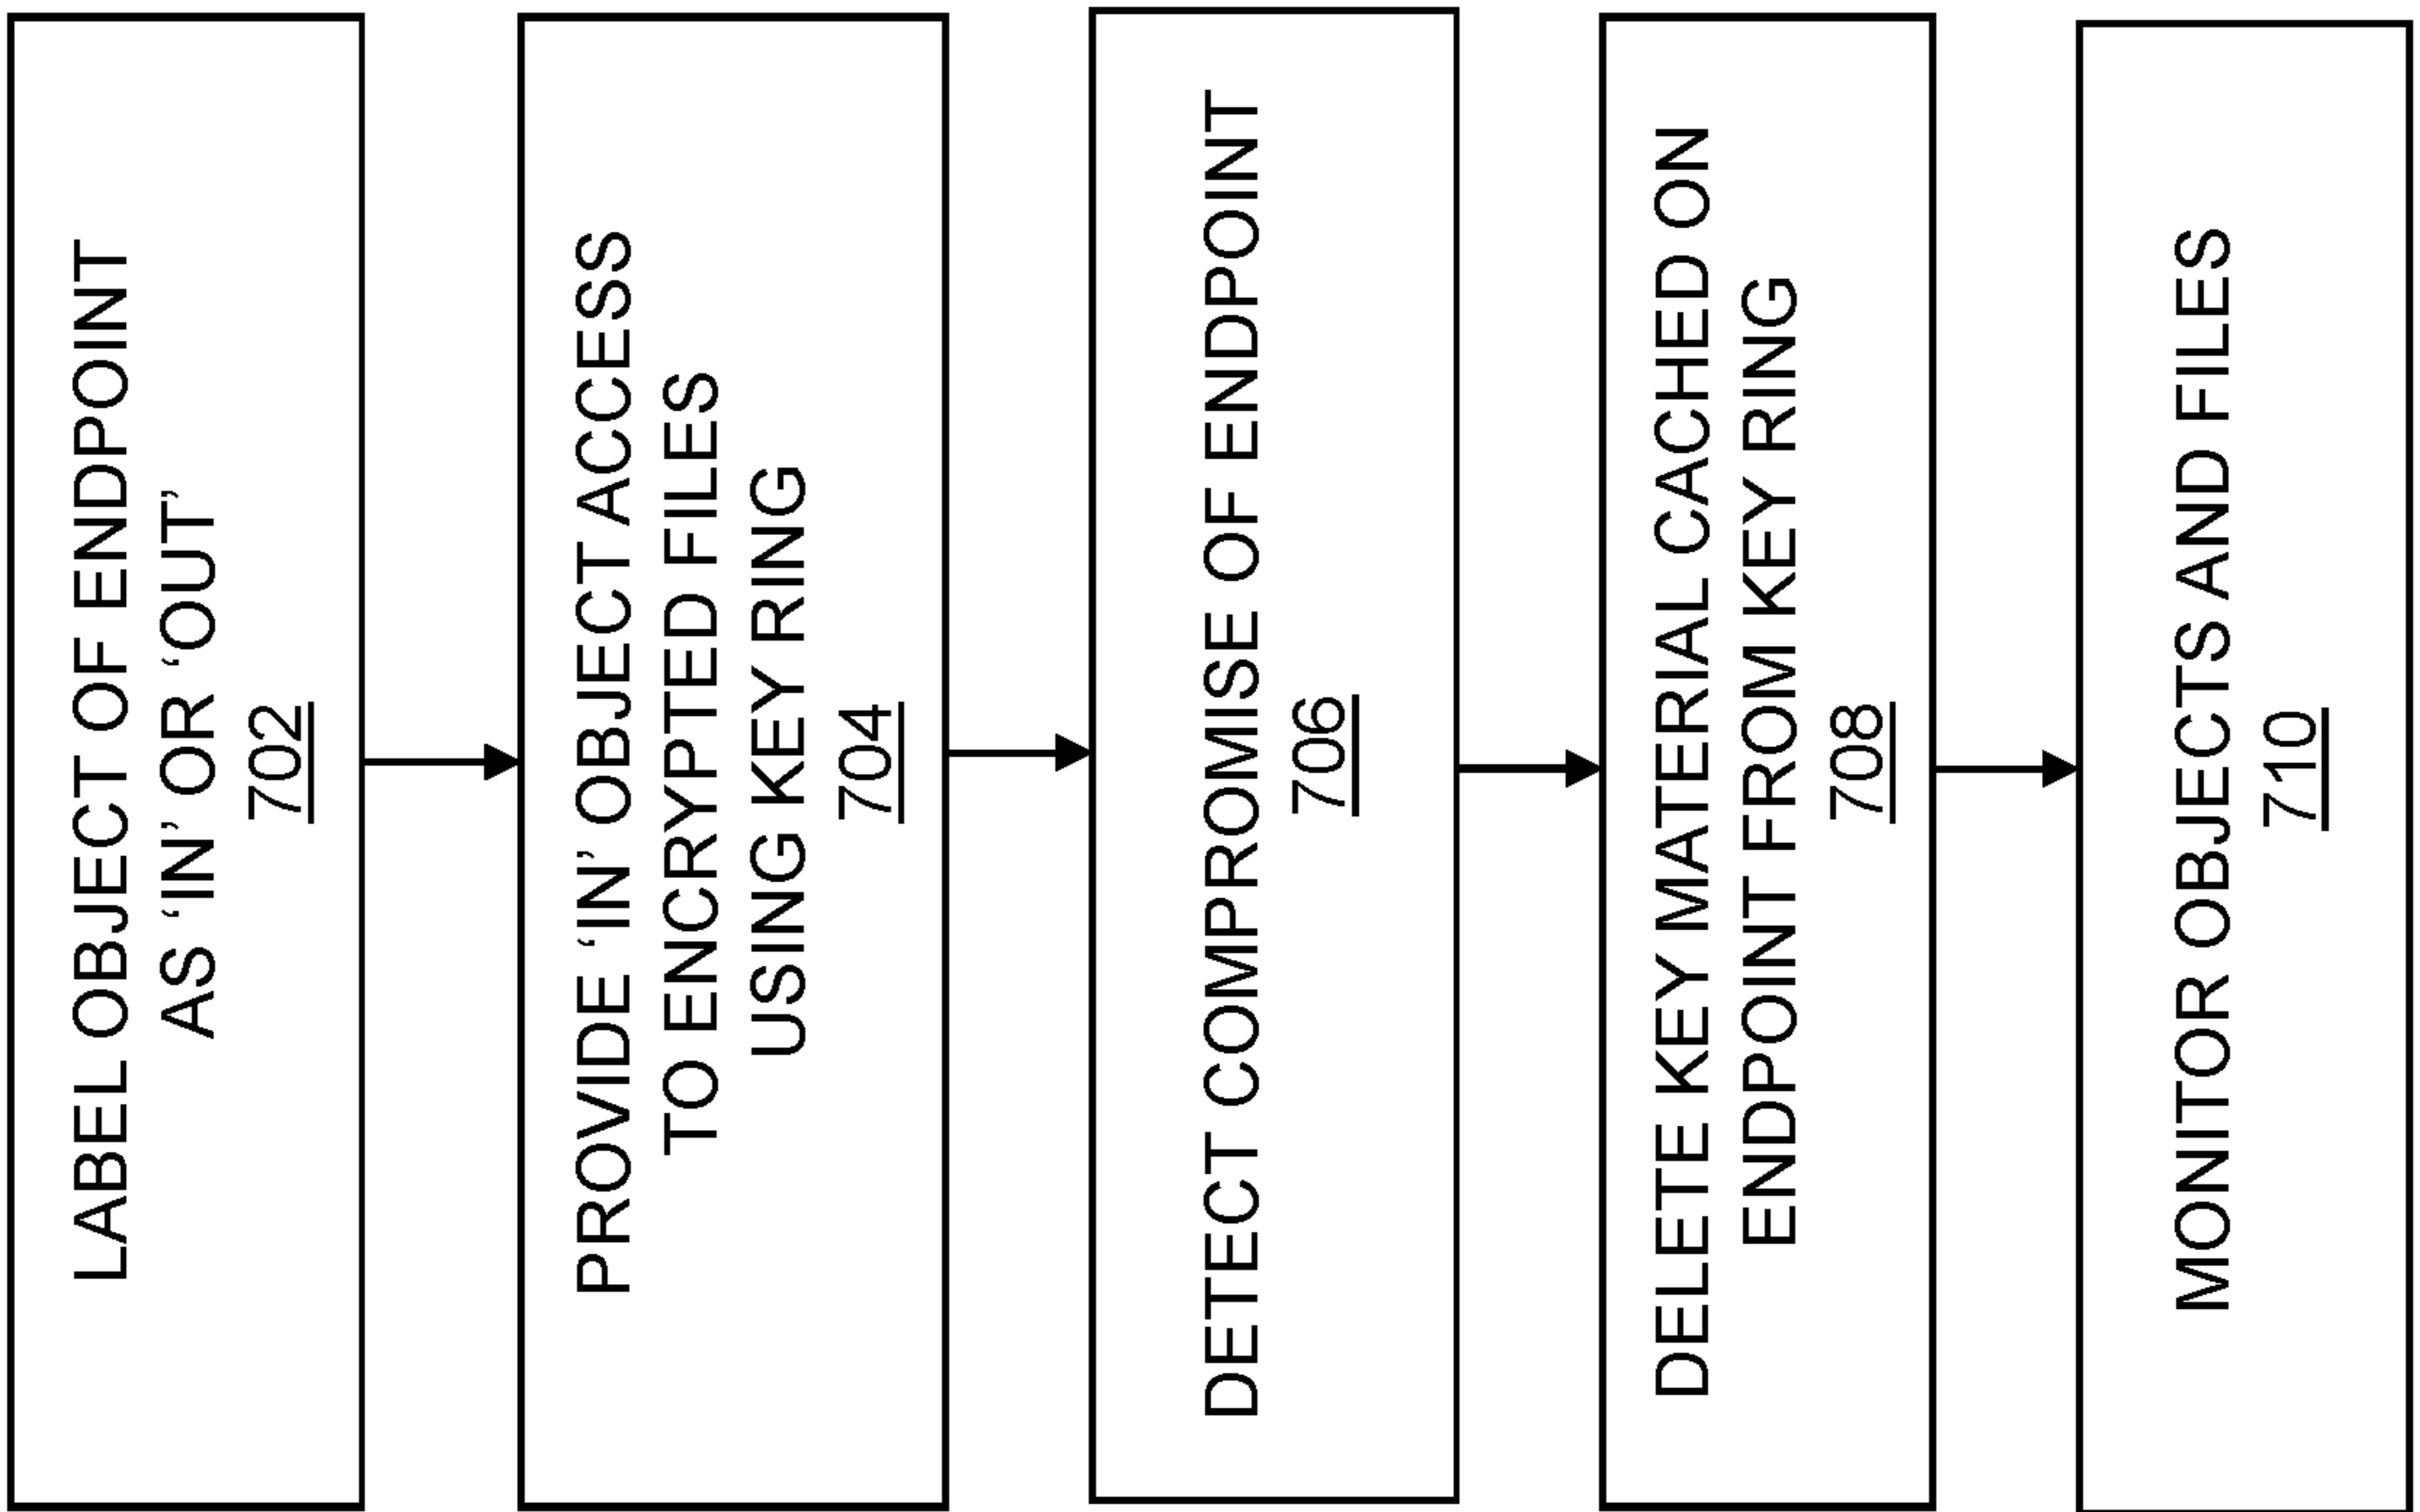 LABEL OBJECT OF ENDPOINT
AS ‘IN’ OR ‘OUT’
702
PROVIDE ‘IN’ OBJECT ACCESS
TO ENCRYPTED FILES
USING KEY RING
704
DETECT COMPROMISE OF ENDPOINT
706
DELETE KEY MATERIAL CACHED ON
ENDPOINT FROM KEY RING
708
MONITOR OBJECTS AND FILES
710